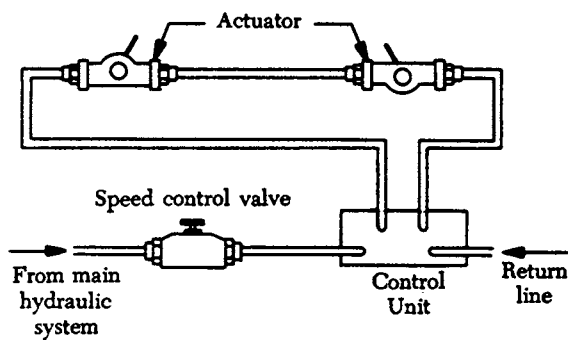 Actuator
Speed control valve
From main
hydraulic
system
Control
Unit
Return
line